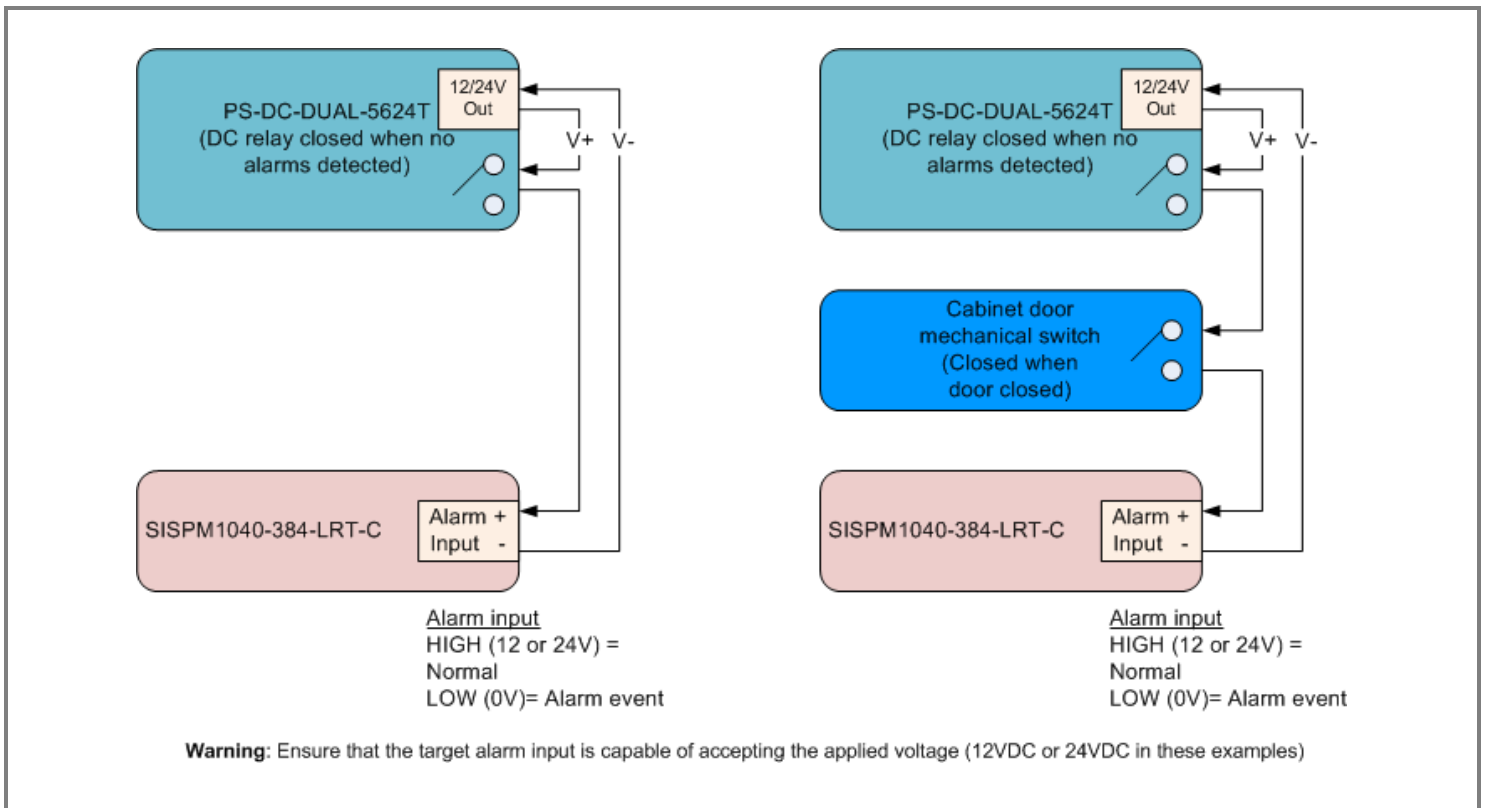 PS-DC-DUAL-5624T
(DC relay closed when no
alarms detected)
12/24V
Out
V+
V-
SISPM1040-384-LRT-C
Alarm +
Input -
Alarm input
HIGH (12 or 24V) =
Normal
LOW (0V)= Alarm event
PS-DC-DUAL-5624T
(DC relay closed when no
alarms detected)
12/24V
Out
V+
V-
Cabinet door
mechanical switch
(Closed when
door closed)
SISPM1040-384-LRT-C
Alarm +
Input -
Alarm input
HIGH (12 or 24V) =
Normal
LOW (0V)= Alarm event
Warning: Ensure that the target alarm input is capable of accepting the applied voltage (12VDC or 24VDC in these examples)